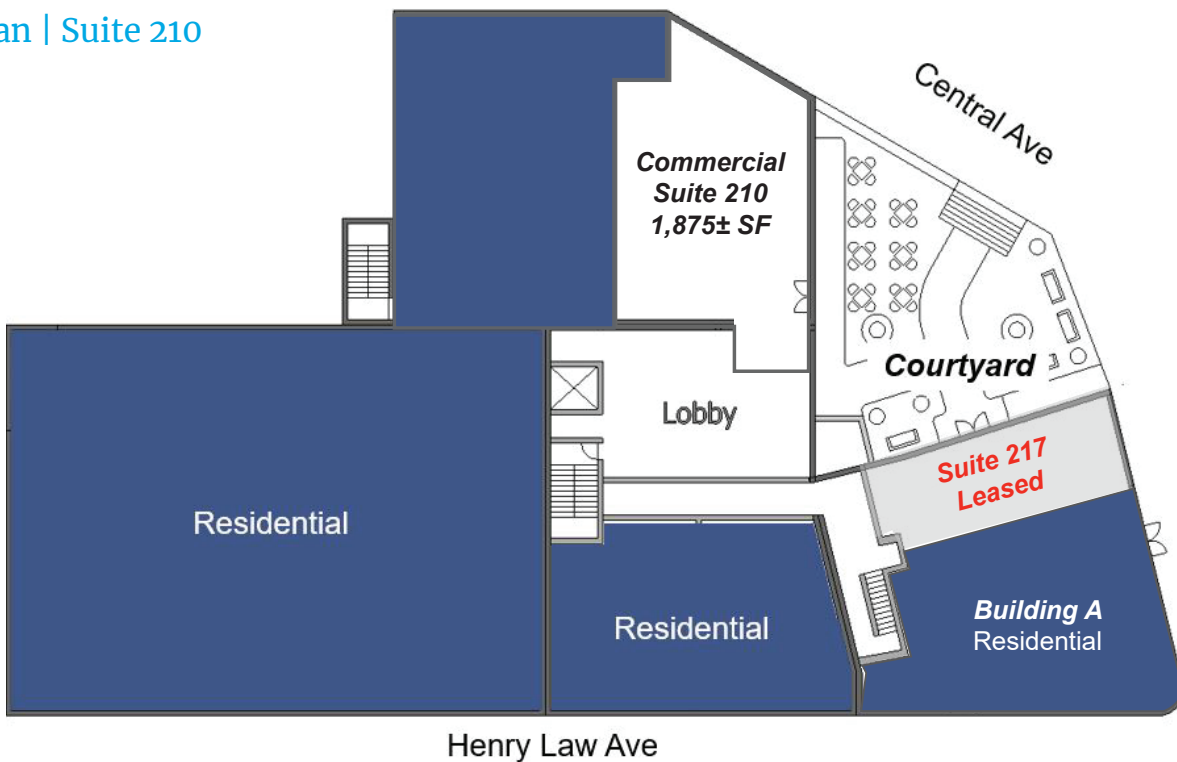 an | Suite 210
Central Ave
Commercial
Suite 210
1,875± SF
Courtyard
Lobby
Suite 217
Leased
Residential
Residential
Building A
Residential
Henry Law Ave